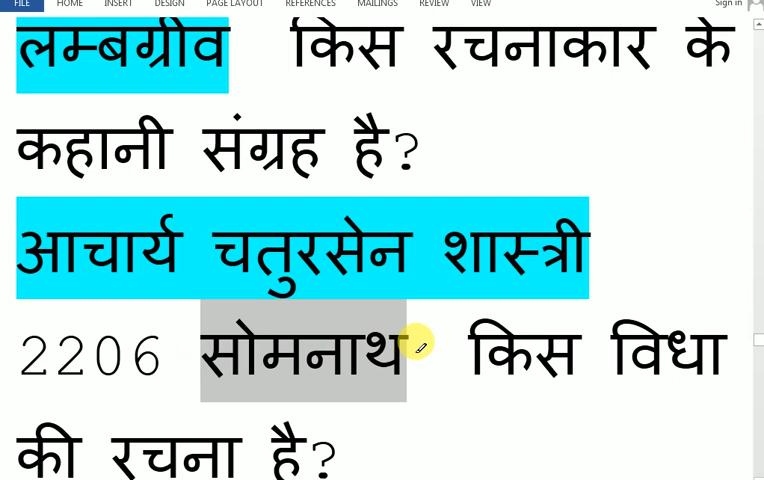 FILE HOME INSERT DESIGN PAGE LAYOUT REFERENCES MAILINGS REVIEW VIEW Sign in
लम्बग्रीव किस रचनाकार के
कहानी संग्रह है?
आचार्य चतुरसेन शास्त्री
2206 सोमनाथ किस विधा
की रचना है?